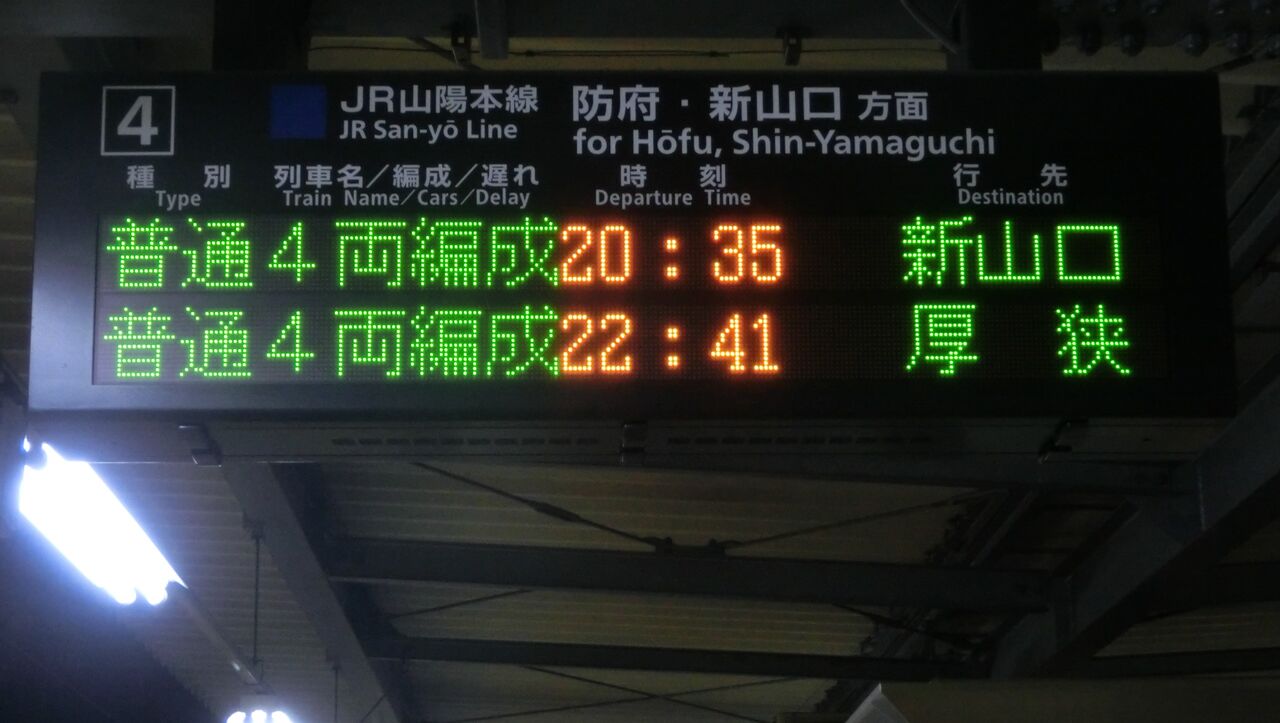 4 JR山陽本線 防府・新山口 方面
JR San-yō Line for Hōfu, Shin-Yamaguchi
種別 列車名／編成／遅れ 時刻 行先
Type Train Name／Cars／Delay Departure Time Destination
普通 4両編成 20:35 新山口
普通 4両編成 22:41 厚狭